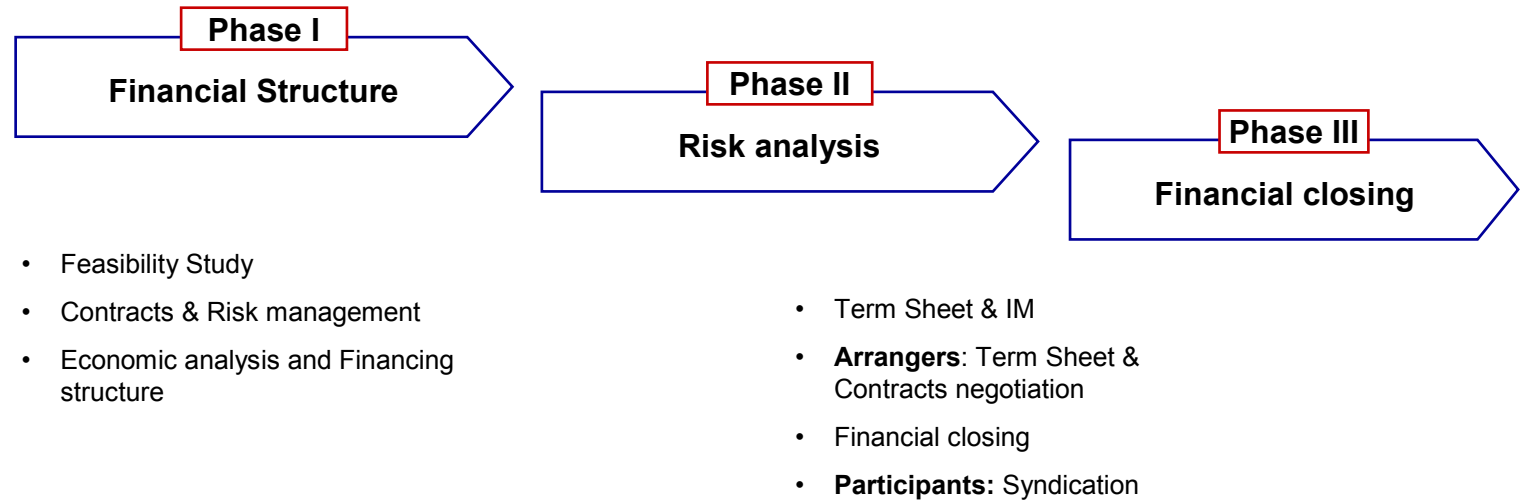 Phase I
Financial Structure
Phase II
Risk analysis
Phase III
Financial closing
• Feasibility Study
• Contracts & Risk management
• Economic analysis and Financing
structure
• Term Sheet & IM
• Arrangers: Term Sheet &
Contracts negotiation
• Financial closing
• Participants: Syndication